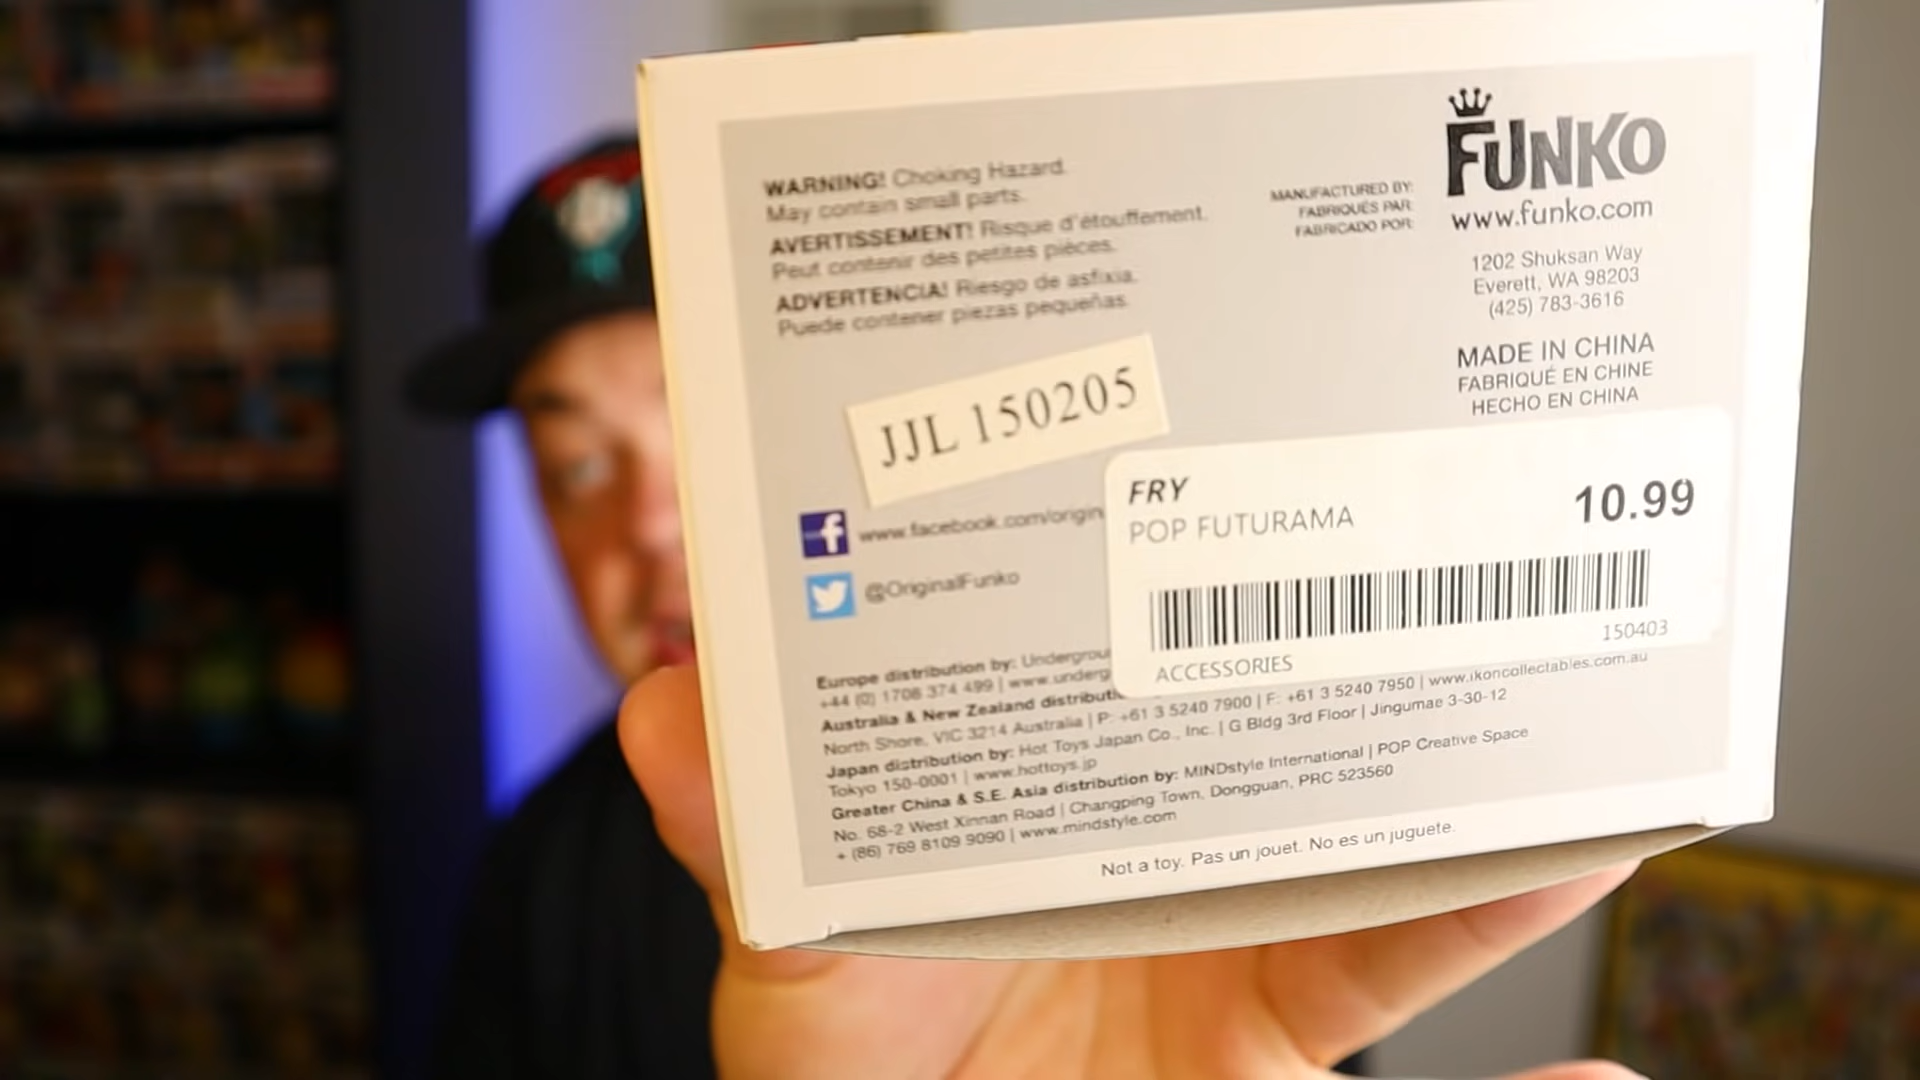 WARNING! Choking Hazard.
May contain small parts.
AVERTISSEMENT! Risque d'étouffement.
Peut contenir des petites pièces.
ADVERTENCIA! Riesgo de asfixia.
Puede contener piezas pequeñas.
MANUFACTURED BY:
FABRIQUÉS PAR:
FABRICADO POR:
FUNKO
www.funko.com
1202 Shuksan Way
Everett, WA 98203
(425) 783-3616
MADE IN CHINA
FABRIQUÉ EN CHINE
HECHO EN CHINA
JJL 150205
f www.facebook.com/origin
@OriginalFunko
FRY
POP FUTURAMA
10.99
150403
ACCESSORIES
Europe distribution by: Undergrou
+44 (0) 1708 374 499 | www.underg
Australia & New Zealand distributi
www.ikoncollectables.com.au
North Shore, VIC 3214 Australia | P: +61 3 5240 7900 | F: +61 3 5240 7950 |
Japan distribution by: Hot Toys Japan Co., Inc. | G Bldg 3rd Floor | Jingumae 3-30-12
Tokyo 150-0001 | www.hottoys.jp
Greater China & S.E. Asia distribution by: MINDstyle International | POP Creative Space
No. 68-2 West Xinnan Road | Changping Town, Dongguan, PRC 523560
+ (86) 769 8109 9090 | www.mindstyle.com
Not a toy. Pas un jouet. No es un juguete.